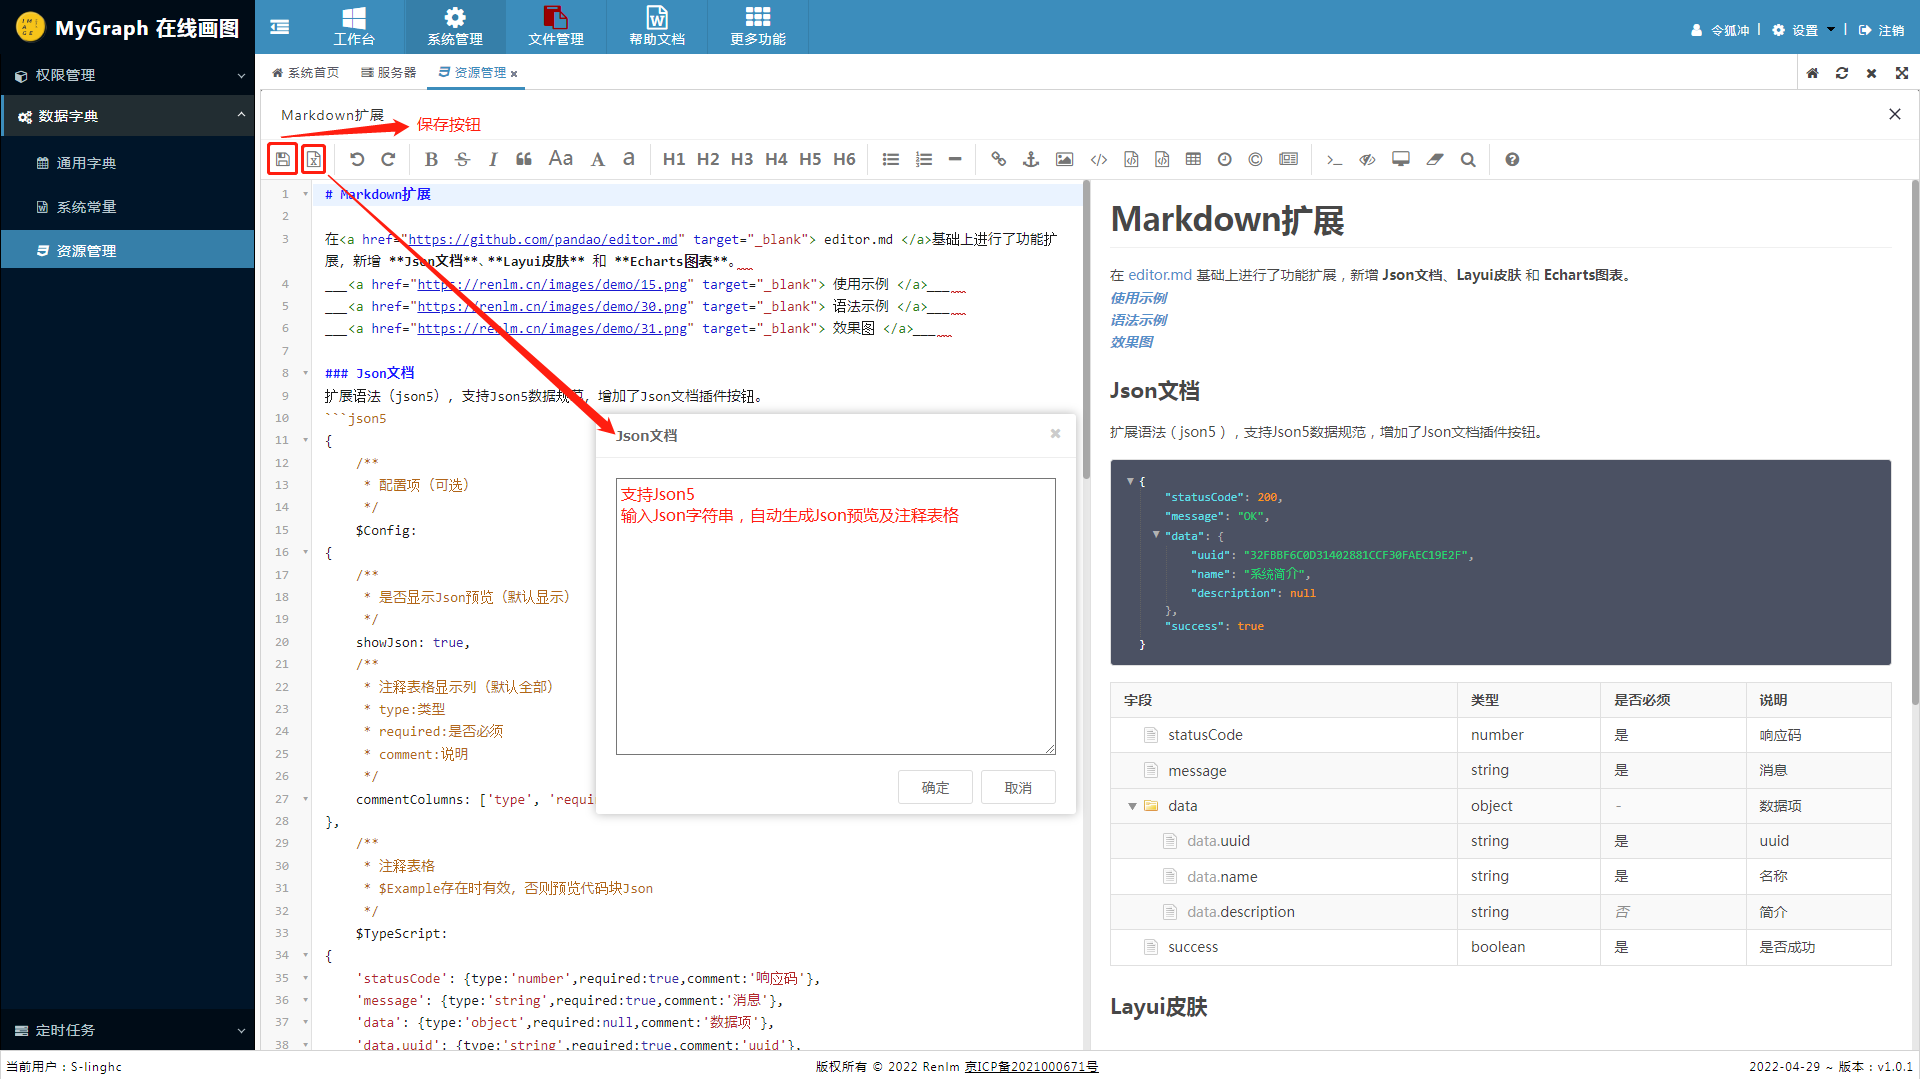 MyGraph 在线画图
工作台
系统管理
文件管理
帮助文档
更多功能
令狐冲
设置
注销
权限管理
数据字典
通用字典
系统常量
资源管理
定时任务
系统首页
服务器
资源管理
Markdown扩展
保存按钮
B S I “ Aa A a H1 H2 H3 H4 H5 H6
1 # Markdown扩展
2
3 在<a href="https://github.com/pandao/editor.md" target="_blank"> editor.md </a>基础上进行了功能扩
展，新增 **Json文档**、**Layui皮肤** 和 **Echarts图表**。__
4 ___<a href="https://renlm.cn/images/demo/15.png" target="_blank"> 使用示例 </a>_____
5 ___<a href="https://renlm.cn/images/demo/30.png" target="_blank"> 语法示例 </a>_____
6 ___<a href="https://renlm.cn/images/demo/31.png" target="_blank"> 效果图 </a>_____
7
8 ### Json文档
9 扩展语法（json5），支持Json5数据规范，增加了Json文档插件按钮。
10 ```json5
11 {
12 /**
13 * 配置项（可选）
14 */
15 $Config:
16 {
17 /**
18 * 是否显示Json预览（默认显示）
19 */
20 showJson: true,
21 /**
22 * 注释表格显示列（默认全部）
23 * type:类型
24 * required:是否必须
25 * comment:说明
26 */
27 commentColumns: ['type', 'requi
28 },
29 /**
30 * 注释表格
31 * $Example存在时有效，否则预览代码块Json
32 */
33 $TypeScript:
34 {
35 'statusCode': {type:'number',required:true,comment:'响应码'},
36 'message': {type:'string',required:true,comment:'消息'},
37 'data': {type:'object',required:null,comment:'数据项'},
38 'data.uuid': {type:'string',required:true,comment:'uuid'},
Json文档
支持Json5
输入Json字符串，自动生成Json预览及注释表格
确定
取消
Markdown扩展
在 editor.md 基础上进行了功能扩展，新增 Json文档、Layui皮肤 和 Echarts图表。
使用示例
语法示例
效果图
Json文档
扩展语法（json5），支持Json5数据规范，增加了Json文档插件按钮。
{
"statusCode": 200,
"message": "OK",
"data": {
"uuid": "32FBBF6C0D31402881CCF30FAEC19E2F",
"name": "系统简介",
"description": null
},
"success": true
}
字段 类型 是否必须 说明
statusCode number 是 响应码
message string 是 消息
data object - 数据项
data.uuid string 是 uuid
data.name string 是 名称
data.description string 否 简介
success boolean 是 是否成功
Layui皮肤
当前用户：S-linghc
版权所有 © 2022 Renlm 京ICP备2021000671号
2022-04-29 ~ 版本：v1.0.1